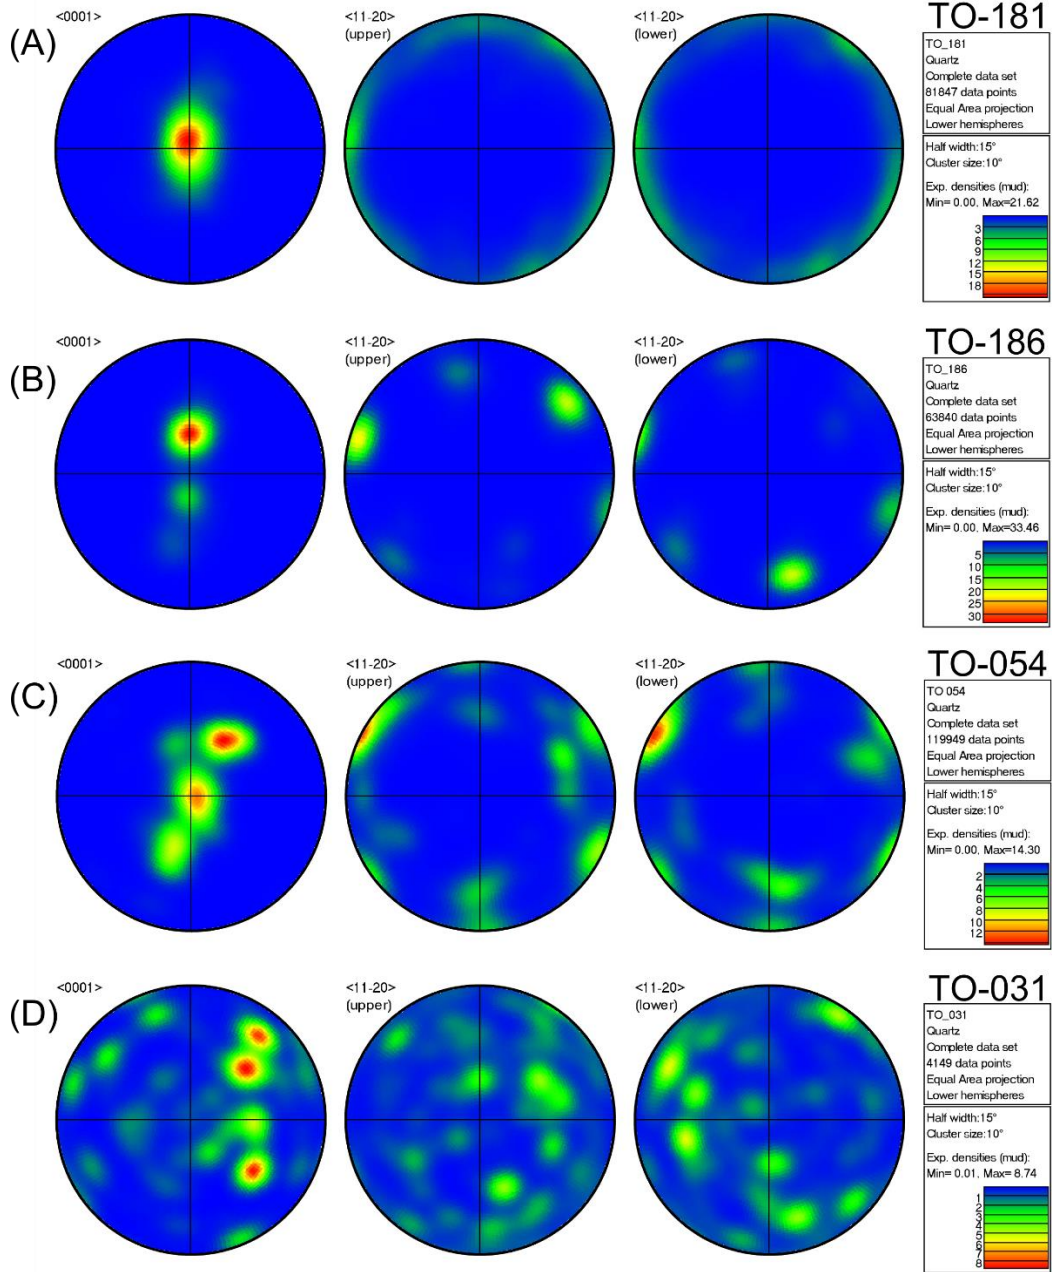 (A)
<0001>
<11-20>
(upper)
<11-20>
(lower)
TO-181
TO_181
Quartz
Complete data set
81847 data points
Equal Area projection
Lower hemispheres
Half width:15°
Cluster size:10°
Exp. densities (mud):
Min= 0.00, Max=21.62
3
6
9
12
15
18
(B)
<0001>
<11-20>
(upper)
<11-20>
(lower)
TO-186
TO_186
Quartz
Complete data set
63840 data points
Equal Area projection
Lower hemispheres
Half width:15°
Cluster size:10°
Exp. densities (mud):
Min= 0.00, Max=33.46
5
10
15
20
25
30
(C)
<0001>
<11-20>
(upper)
<11-20>
(lower)
TO-054
TO 054
Quartz
Complete data set
119949 data points
Equal Area projection
Lower hemispheres
Half width:15°
Cluster size:10°
Exp. densities (mud):
Min= 0.00, Max=14.30
2
4
6
8
10
12
(D)
<0001>
<11-20>
(upper)
<11-20>
(lower)
TO-031
TO_031
Quartz
Complete data set
4149 data points
Equal Area projection
Lower hemispheres
Half width:15°
Cluster size:10°
Exp. densities (mud):
Min= 0.01, Max= 8.74
1
2
3
4
5
6
7
8